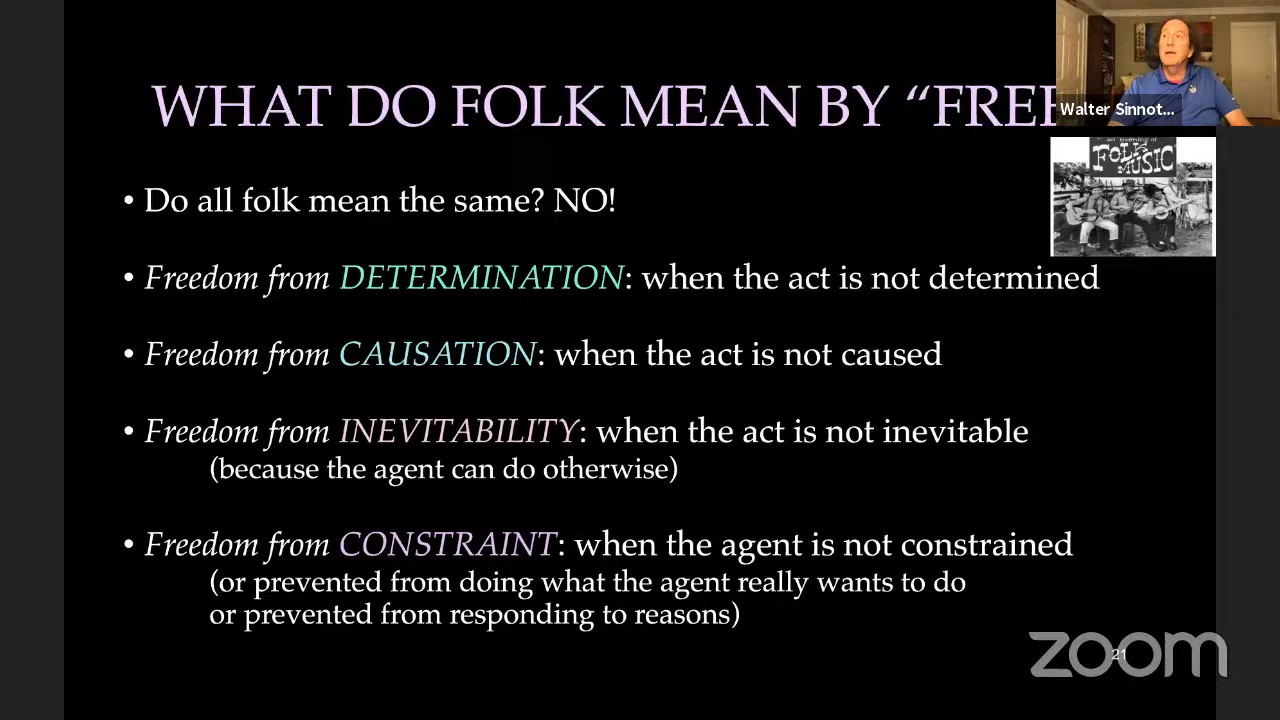 WHAT DO FOLK MEAN BY “FREE
Walter Sinnot...
an evening of
FOLK
MUSIC
• Do all folk mean the same? NO!
• Freedom from DETERMINATION: when the act is not determined
• Freedom from CAUSATION: when the act is not caused
• Freedom from INEVITABILITY: when the act is not inevitable
(because the agent can do otherwise)
• Freedom from CONSTRAINT: when the agent is not constrained
(or prevented from doing what the agent really wants to do
or prevented from responding to reasons)
zoom
21